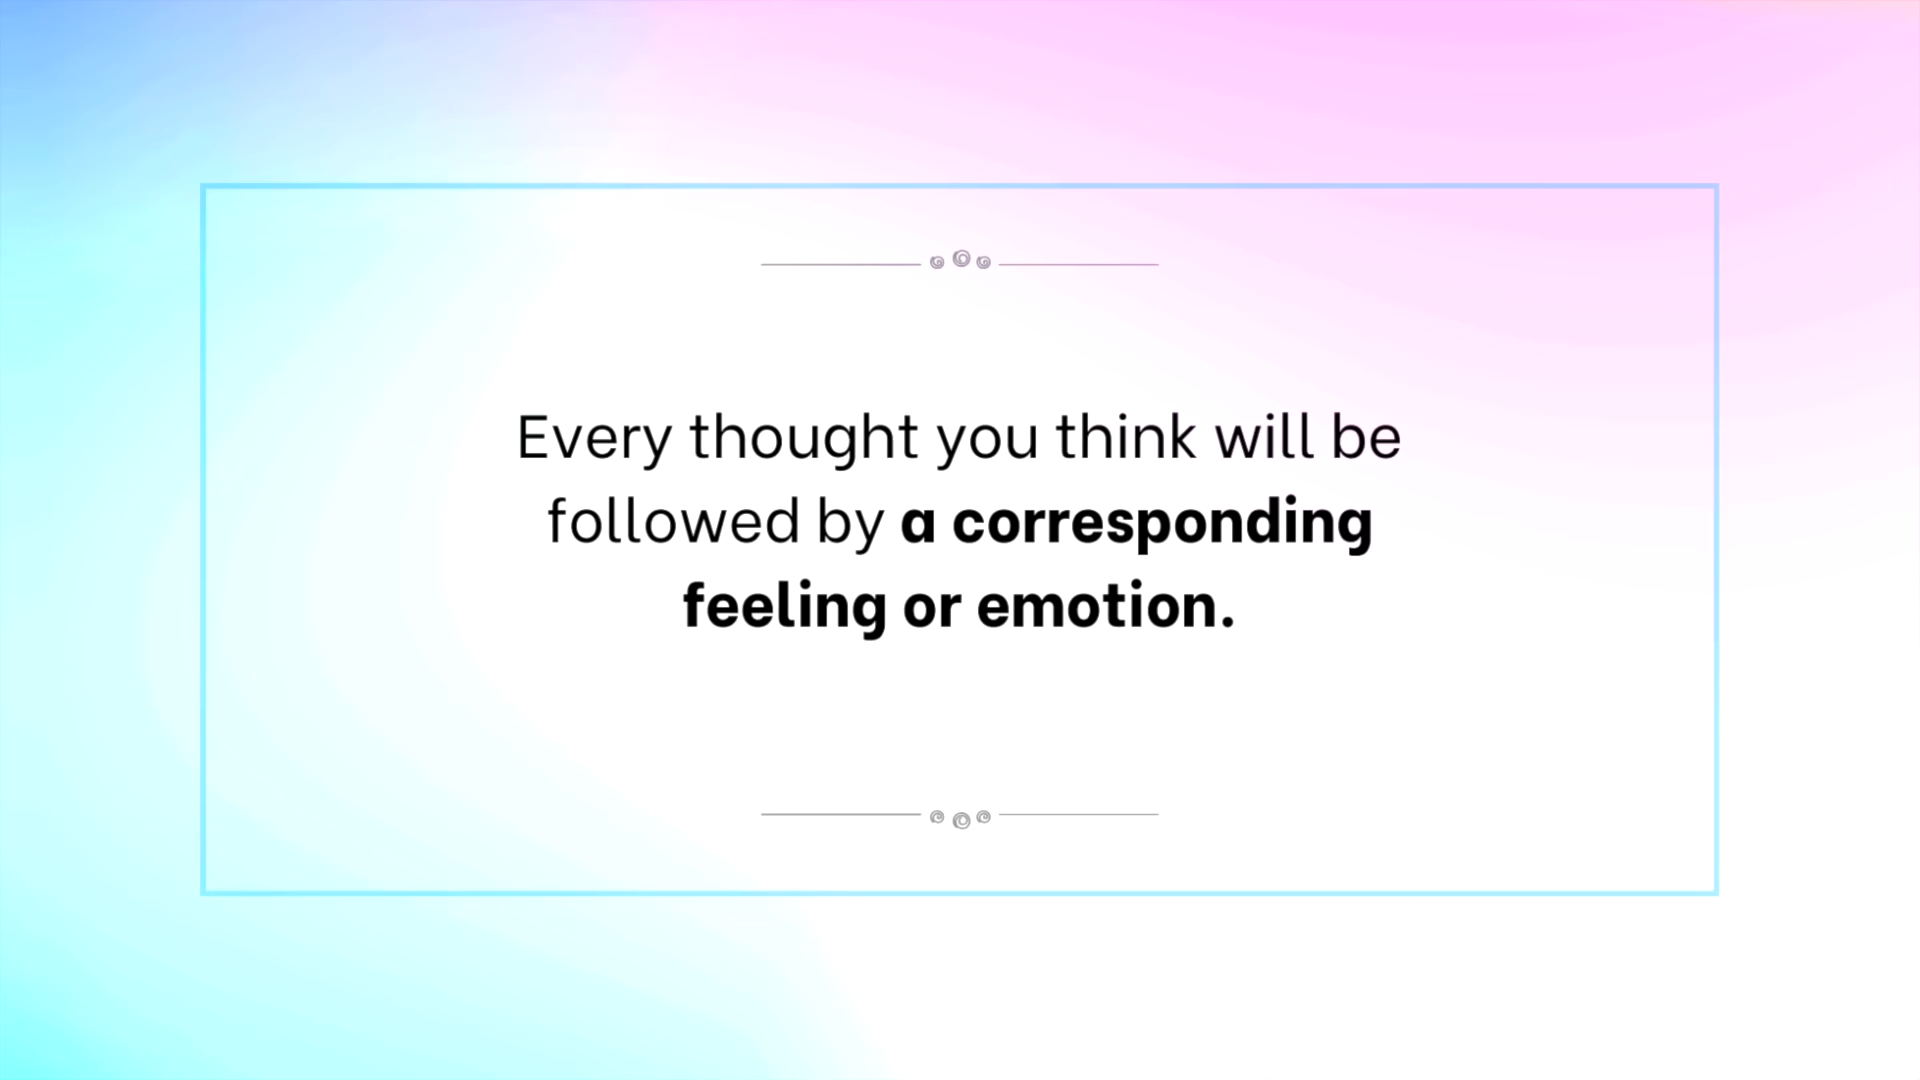 Every thought you think will be
followed by a corresponding
feeling or emotion.